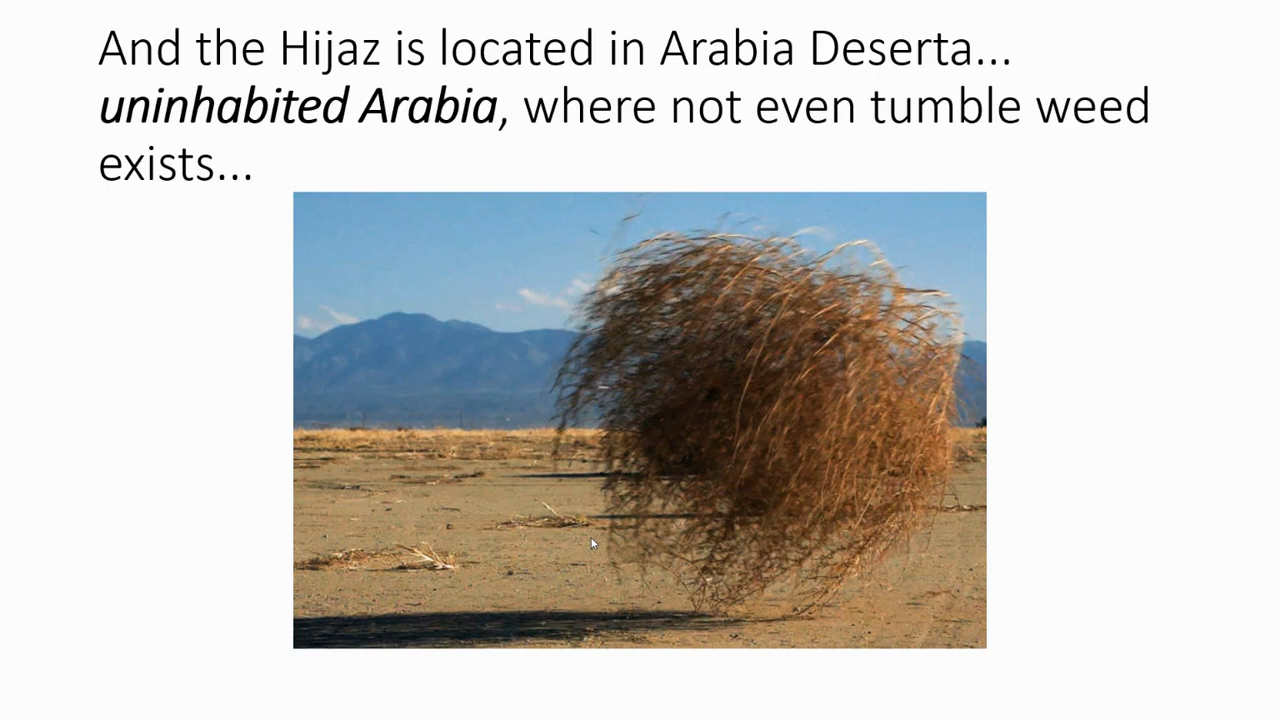 And the Hijaz is located in Arabia Deserta...
uninhabited Arabia, where not even tumble weed
exists...